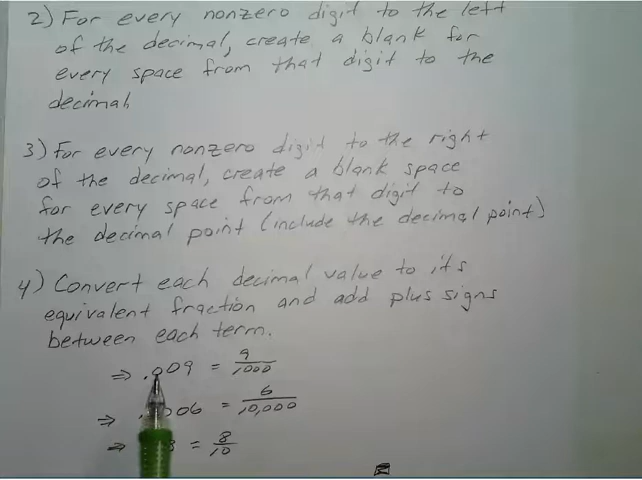 2) For every nonzero digit to the left
of the decimal, create a blank for
every space from that digit to the
decimal.
3) For every nonzero digit to the right
of the decimal, create a blank space
for every space from that digit to
the decimal point (include the decimal point)
4) Convert each decimal value to its
equivalent fraction and add plus signs
between each term.
⇒ .009 = 9/1000
⇒ 06 = 6/10,000
⇒ = 8/10